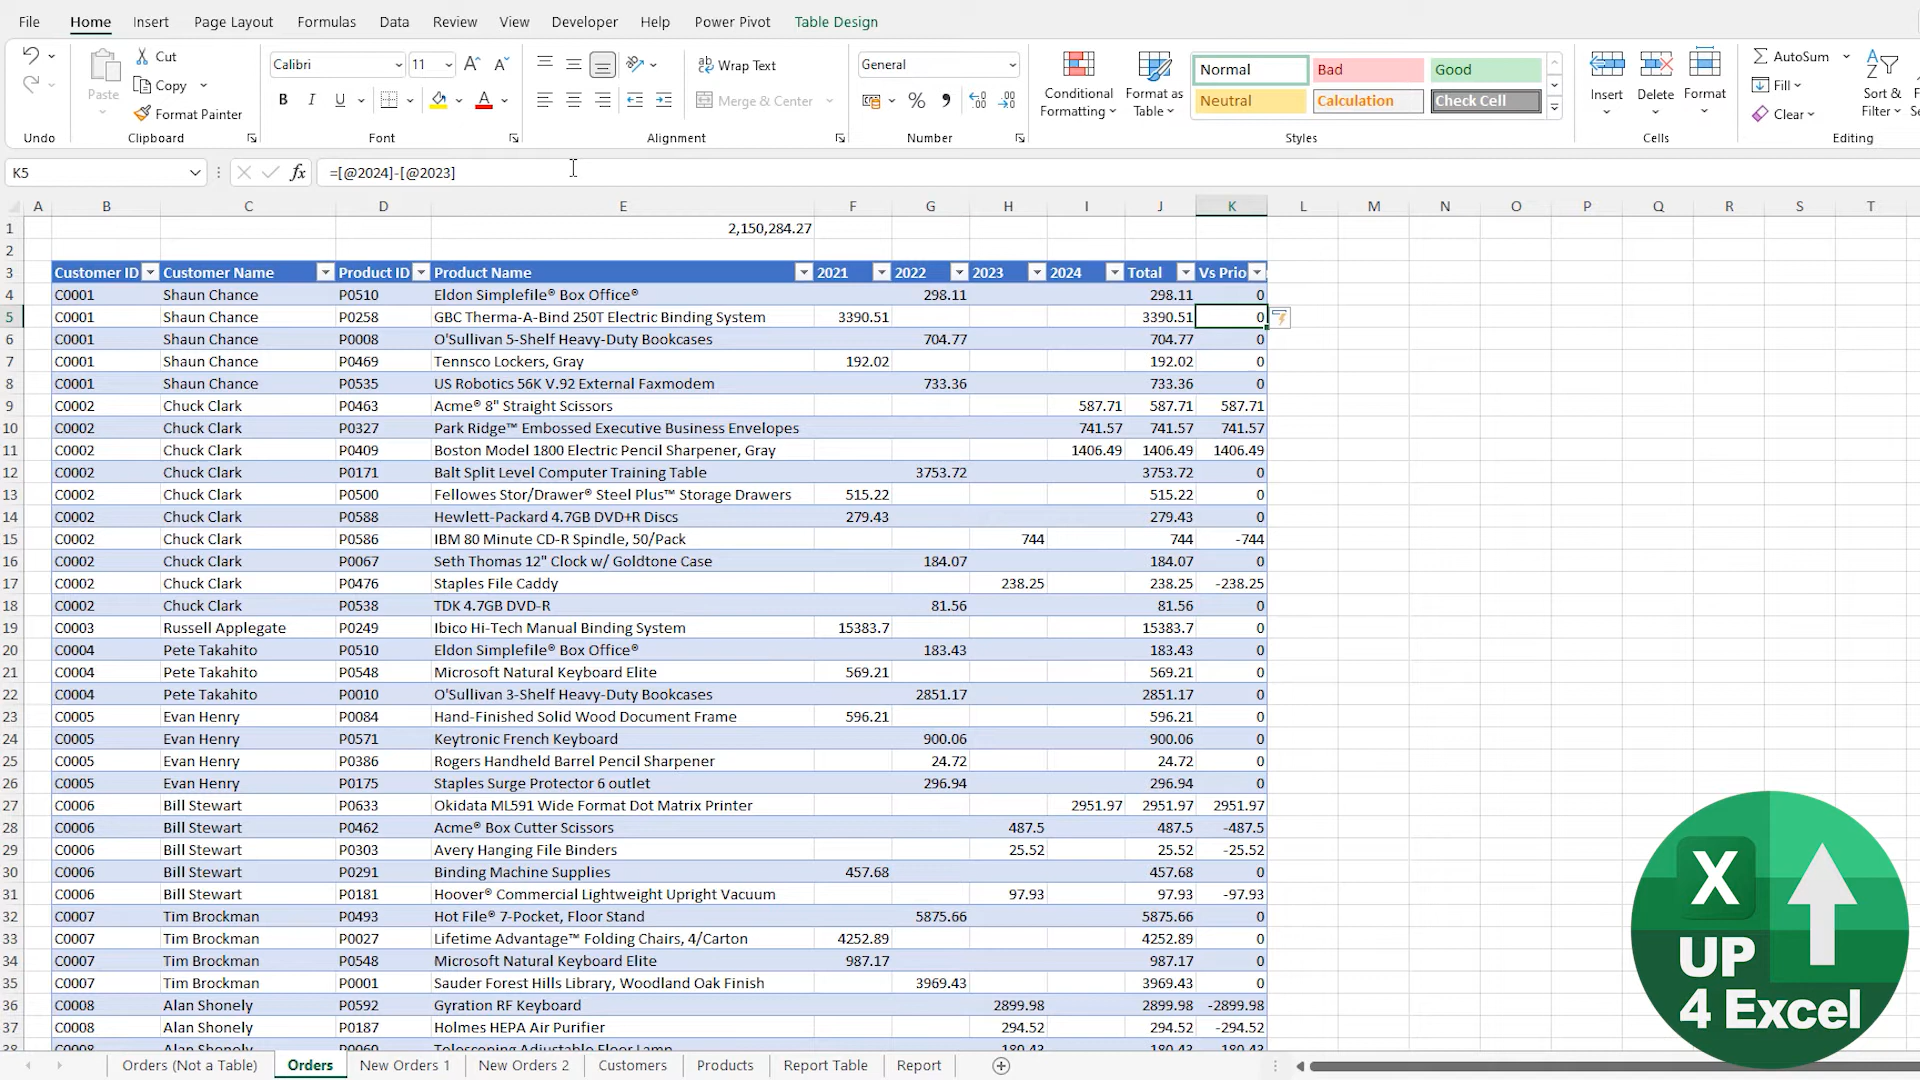 File Home Insert Page Layout Formulas Data Review View Developer Help Power Pivot Table Design
Cut
Copy
Format Painter
Paste
Undo
Clipboard
Calibri 11
B I U
Font
Wrap Text
Merge & Center
Alignment
General
Number
Conditional Formatting
Format as Table
Normal Bad Good
Neutral Calculation Check Cell
Styles
Insert Delete Format
Cells
AutoSum
Fill
Clear
Sort &
Filter
Editing
K5 fx =[@2024]-[@2023]
A B C D E F G H I J K L M N O P Q R S T
1 2,150,284.27
2
3 Customer ID Customer Name Product ID Product Name 2021 2022 2023 2024 Total Vs Prio
4 C0001 Shaun Chance P0510 Eldon Simplefile® Box Office® 298.11 298.11 0
5 C0001 Shaun Chance P0258 GBC Therma-A-Bind 250T Electric Binding System 3390.51 3390.51 0
6 C0001 Shaun Chance P0008 O'Sullivan 5-Shelf Heavy-Duty Bookcases 704.77 704.77 0
7 C0001 Shaun Chance P0469 Tennsco Lockers, Gray 192.02 192.02 0
8 C0001 Shaun Chance P0535 US Robotics 56K V.92 External Faxmodem 733.36 733.36 0
9 C0002 Chuck Clark P0463 Acme® 8" Straight Scissors 587.71 587.71 587.71
10 C0002 Chuck Clark P0327 Park Ridge™ Embossed Executive Business Envelopes 741.57 741.57 741.57
11 C0002 Chuck Clark P0409 Boston Model 1800 Electric Pencil Sharpener, Gray 1406.49 1406.49 1406.49
12 C0002 Chuck Clark P0171 Balt Split Level Computer Training Table 3753.72 3753.72 0
13 C0002 Chuck Clark P0500 Fellowes Stor/Drawer® Steel Plus™ Storage Drawers 515.22 515.22 0
14 C0002 Chuck Clark P0588 Hewlett-Packard 4.7GB DVD+R Discs 279.43 279.43 0
15 C0002 Chuck Clark P0586 IBM 80 Minute CD-R Spindle, 50/Pack 744 744 -744
16 C0002 Chuck Clark P0067 Seth Thomas 12" Clock w/ Goldtone Case 184.07 184.07 0
17 C0002 Chuck Clark P0476 Staples File Caddy 238.25 238.25 -238.25
18 C0002 Chuck Clark P0538 TDK 4.7GB DVD-R 81.56 81.56 0
19 C0003 Russell Applegate P0249 Ibico Hi-Tech Manual Binding System 15383.7 15383.7 0
20 C0004 Pete Takahito P0510 Eldon Simplefile® Box Office® 183.43 183.43 0
21 C0004 Pete Takahito P0548 Microsoft Natural Keyboard Elite 569.21 569.21 0
22 C0004 Pete Takahito P0010 O'Sullivan 3-Shelf Heavy-Duty Bookcases 2851.17 2851.17 0
23 C0005 Evan Henry P0084 Hand-Finished Solid Wood Document Frame 596.21 596.21 0
24 C0005 Evan Henry P0571 Keytronic French Keyboard 900.06 900.06 0
25 C0005 Evan Henry P0386 Rogers Handheld Barrel Pencil Sharpener 24.72 24.72 0
26 C0005 Evan Henry P0175 Staples Surge Protector 6 outlet 296.94 296.94 0
27 C0006 Bill Stewart P0633 Okidata ML591 Wide Format Dot Matrix Printer 2951.97 2951.97 2951.97
28 C0006 Bill Stewart P0462 Acme® Box Cutter Scissors 487.5 487.5 -487.5
29 C0006 Bill Stewart P0303 Avery Hanging File Binders 25.52 25.52 -25.52
30 C0006 Bill Stewart P0291 Binding Machine Supplies 457.68 457.68 0
31 C0006 Bill Stewart P0181 Hoover® Commercial Lightweight Upright Vacuum 97.93 97.93 -97.93
32 C0007 Tim Brockman P0493 Hot File® 7-Pocket, Floor Stand 5875.66 5875.66 0
33 C0007 Tim Brockman P0027 Lifetime Advantage™ Folding Chairs, 4/Carton 4252.89 4252.89 0
34 C0007 Tim Brockman P0548 Microsoft Natural Keyboard Elite 987.17 987.17 0
35 C0007 Tim Brockman P0001 Sauder Forest Hills Library, Woodland Oak Finish 3969.43 3969.43 0
36 C0008 Alan Shonely P0592 Gyration RF Keyboard 2899.98 2899.98 -2899.98
37 C0008 Alan Shonely P0187 Holmes HEPA Air Purifier 294.52 294.52 -294.52
38 C0008 Alan Shonely P0060 Telescoping Adjustable Floor Lamp 180.43 180.43 -180.43
X
UP
4 Excel
Orders (Not a Table) Orders New Orders 1 New Orders 2 Customers Products Report Table Report